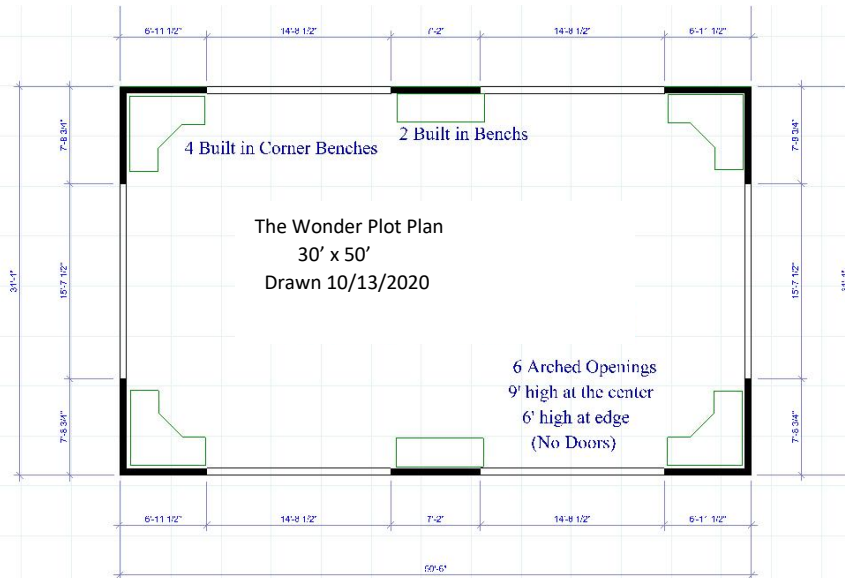 6'-11 1/2" 14'-8 1/2" 7'-2" 14'-8 1/2" 6'-11 1/2"
7'-8 3/4" 7'-8 3/4"
4 Built in Corner Benches
2 Built in Benchs
The Wonder Plot Plan
30' x 50'
Drawn 10/13/2020
31'-4" 15'-7 1/2" 15'-7 1/2"
6 Arched Openings
9' high at the center
6' high at edge
(No Doors)
7'-8 3/4" 7'-8 3/4"
6'-11 1/2" 14'-8 1/2" 7'-2" 14'-8 1/2" 6'-11 1/2"